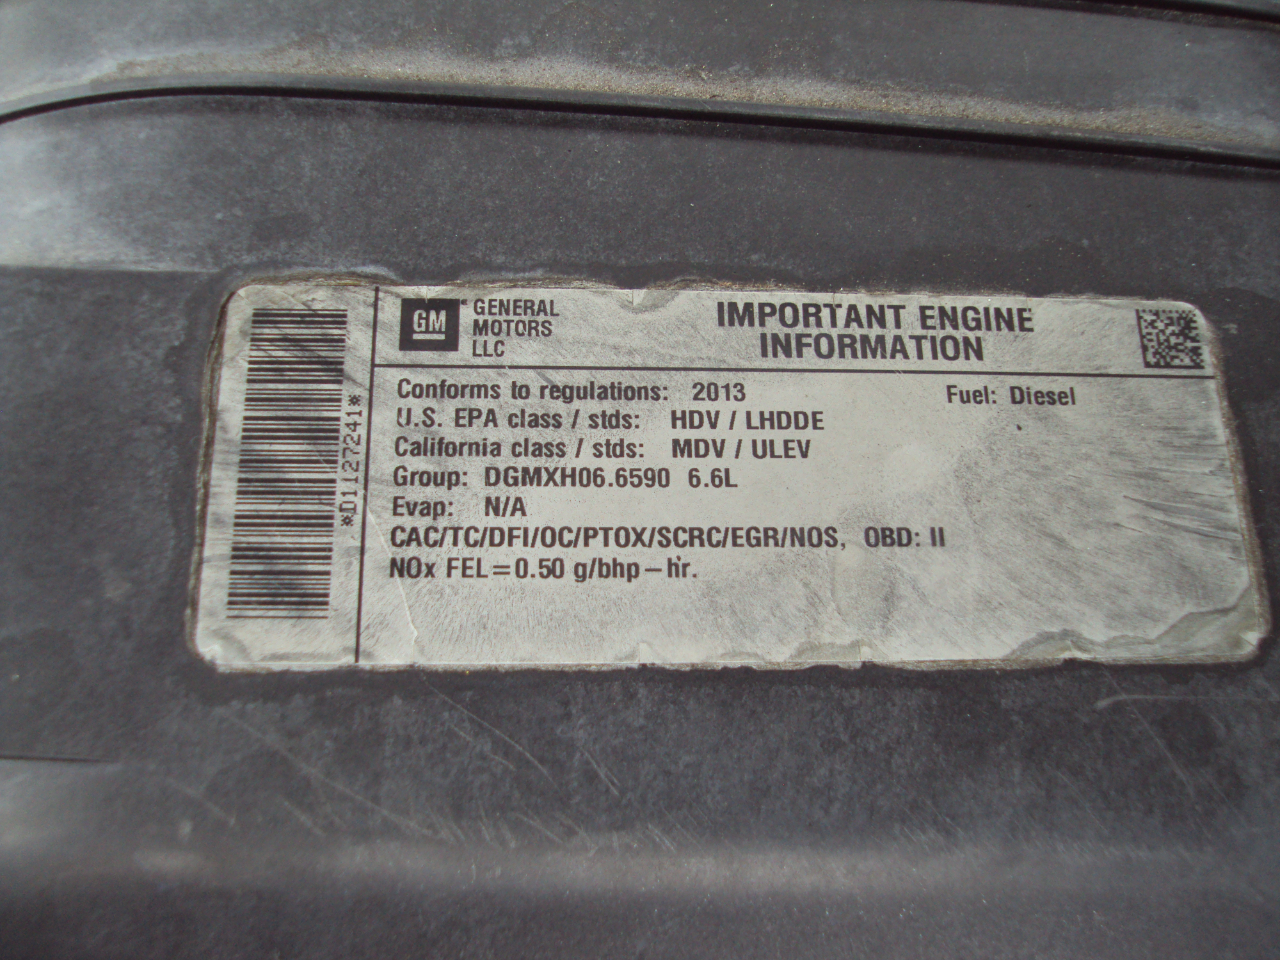 *D1127241*
GM GENERAL
MOTORS
LLC
IMPORTANT ENGINE
INFORMATION
Conforms to regulations: 2013 Fuel: Diesel
U.S. EPA class / stds: HDV / LHDDE
California class / stds: MDV / ULEV
Group: DGMXH06.6590 6.6L
Evap: N/A
CAC/TC/DFI/OC/PTOX/SCRC/EGR/NOS, OBD: II
NOx FEL=0.50 g/bhp-hr.